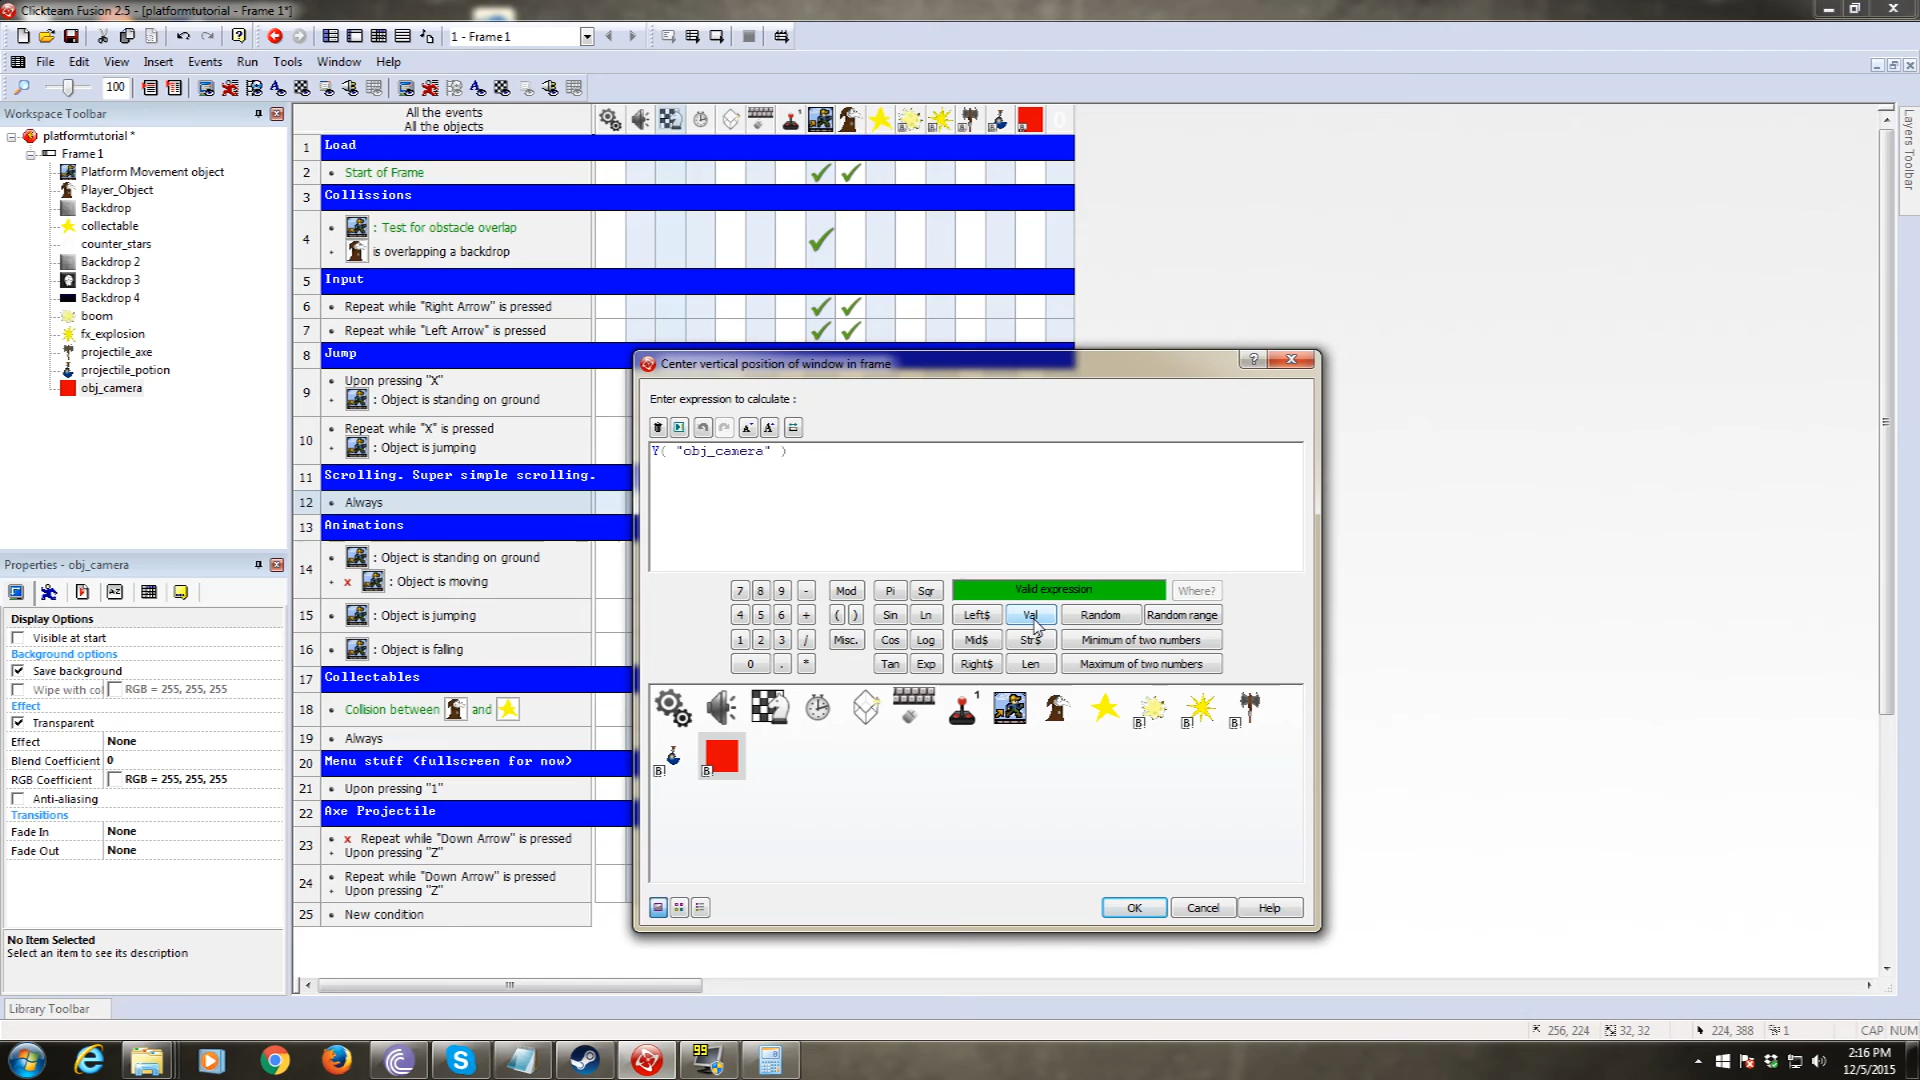 Clickteam Fusion 2.5 - [platformtutorial - Frame 1*]
1 - Frame 1
File Edit View Insert Events Run Tools Window Help
100
Workspace Toolbar
platformtutorial *
Frame 1
Platform Movement object
Player_Object
Backdrop
collectable
counter_stars
Backdrop 2
Backdrop 3
Backdrop 4
boom
fx_explosion
projectile_axe
projectile_potion
obj_camera
Properties - obj_camera
Display Options
Visible at start
Background options
Save background
Wipe with col RGB = 255, 255, 255
Effect
Transparent
Effect None
Blend Coefficient 0
RGB Coefficient RGB = 255, 255, 255
Anti-aliasing
Transitions
Fade In None
Fade Out None
No Item Selected
Select an item to see its description
Library Toolbar
All the events
All the objects
1 Load
2 Start of Frame
3 Collissions
4 : Test for obstacle overlap
is overlapping a backdrop
5 Input
6 Repeat while "Right Arrow" is pressed
7 Repeat while "Left Arrow" is pressed
8 Jump
9 Upon pressing "X"
: Object is standing on ground
10 Repeat while "X" is pressed
: Object is jumping
11 Scrolling. Super simple scrolling.
12 Always
13 Animations
14 : Object is standing on ground
X : Object is moving
15 : Object is jumping
16 : Object is falling
17 Collectables
18 Collision between and
19 Always
20 Menu stuff (fullscreen for now)
21 Upon pressing "1"
22 Axe Projectile
23 X Repeat while "Down Arrow" is pressed
Upon pressing "Z"
24 Repeat while "Down Arrow" is pressed
Upon pressing "Z"
25 New condition
Center vertical position of window in frame
Enter expression to calculate :
Y( "obj_camera" )
7 8 9 - Mod Pi Sqr Valid expression Where?
4 5 6 + ( ) Sin Ln Left$ Val Random Random range
1 2 3 / Misc. Cos Log Mid$ Str$ Minimum of two numbers
0 . * Tan Exp Right$ Len Maximum of two numbers
OK Cancel Help
Layers Toolbar
256, 224 32, 32 224, 388 1 CAP NUM
99
2:16 PM
12/5/2015